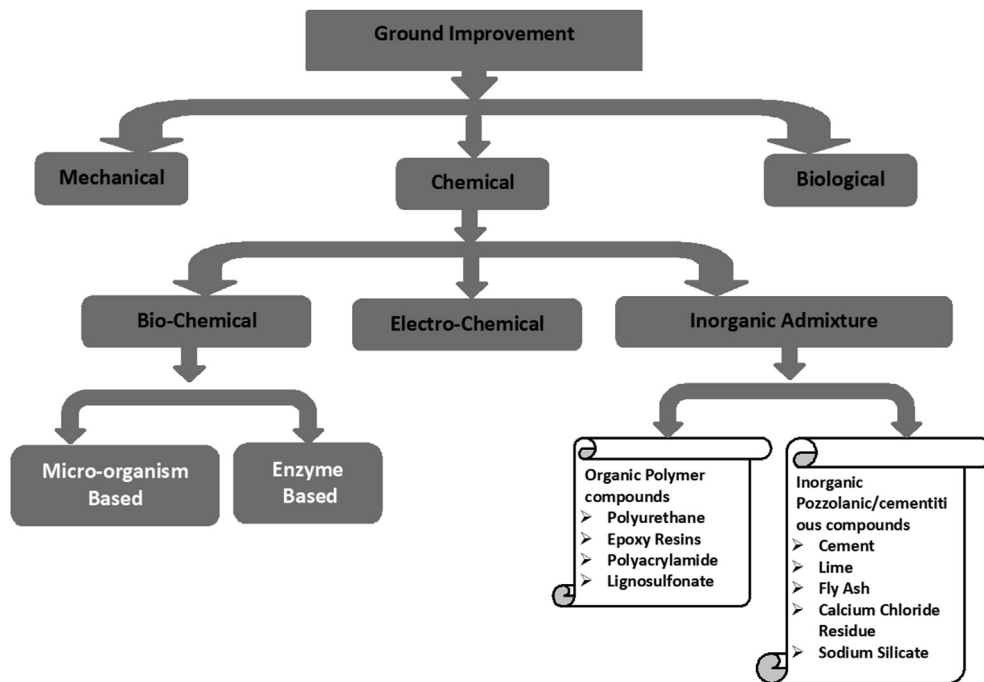 Ground Improvement
Mechanical
Chemical
Biological
Bio-Chemical
Electro-Chemical
Inorganic Admixture
Micro-organism
Based
Enzyme
Based
Organic Polymer
compounds
➢ Polyurethane
➢ Epoxy Resins
➢ Polyacrylamide
➢ Lignosulfonate
Inorganic
Pozzolanic/cementiti
ous compounds
➢ Cement
➢ Lime
➢ Fly Ash
➢ Calcium Chloride
Residue
➢ Sodium Silicate